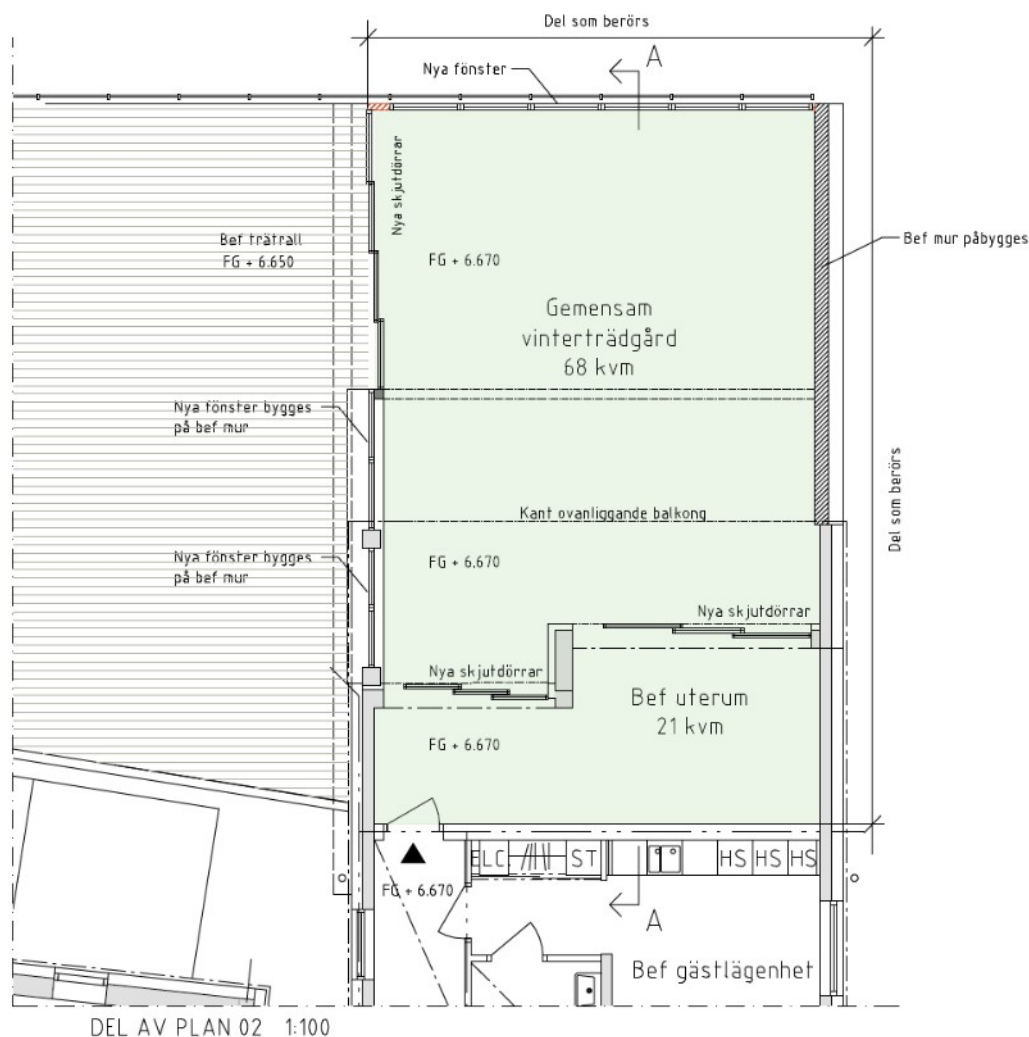 Del som berörs
A
Nya fönster
Nya skjutdörrar
Bef trätrall
FG + 6.650
FG + 6.670
Bef mur påbygges
Gemensam
vinterträdgård
68 kvm
Nya fönster bygges
på bef mur
Del som berörs
Kant ovanliggande balkong
Nya fönster bygges
på bef mur
FG + 6.670
Nya skjutdörrar
Nya skjutdörrar
Bef uterum
21 kvm
FG + 6.670
ELC
ST
HS
HS
HS
FG + 6.670
A
Bef gästlägenhet
DEL AV PLAN 02 1:100